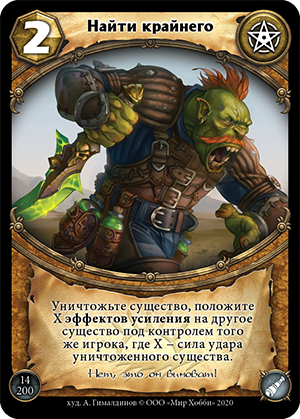 2
Найти крайнего
Уничтожьте существо, положите
X эффектов усиления на другое
существо под контролем того
же игрока, где X – сила удара
уничтоженного существа.
Нет, это он виноват!
14
200
худ. А. Гималдинов © ООО «Мир Хобби» 2020